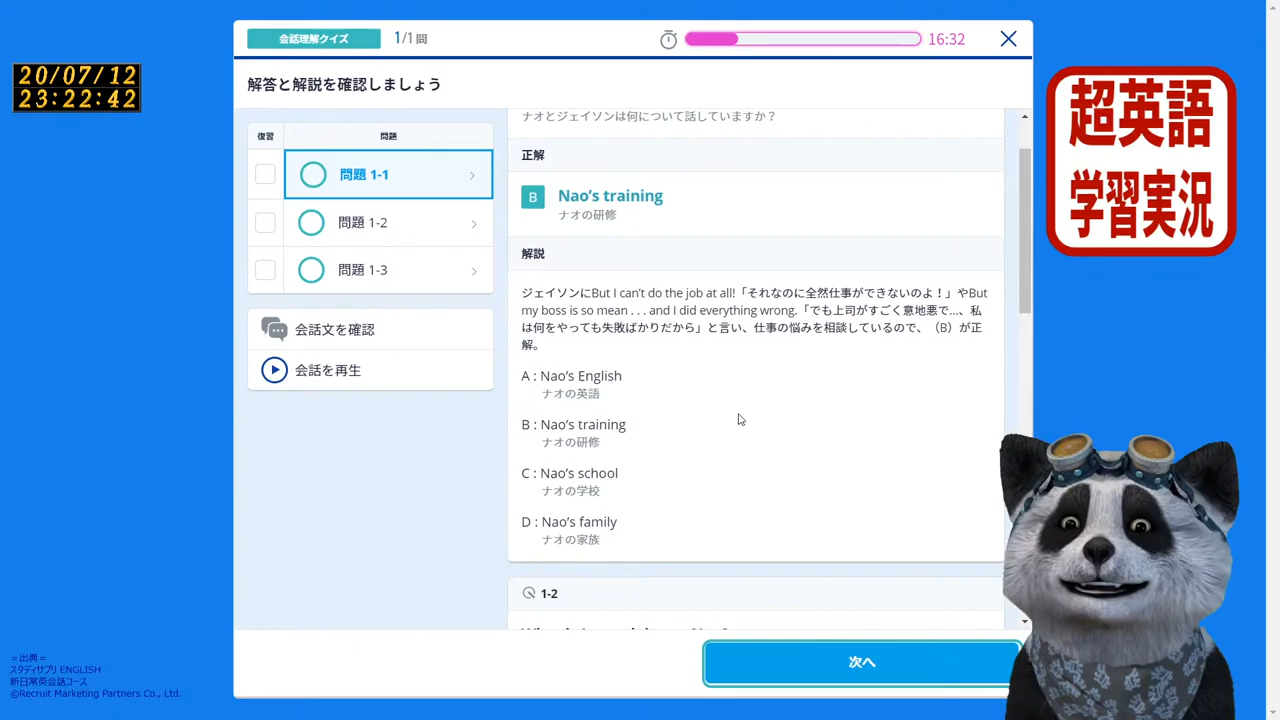 会話理解クイズ
1/1問
16:32
20/07/12
23:22:42
解答と解説を確認しましょう
超英語
学習実況
復習
問題
問題 1-1
問題 1-2
問題 1-3
会話文を確認
会話を再生
ナオとジェイソンは何について話していますか？
正解
B
Nao's training
ナオの研修
解説
ジェイソンにBut I can't do the job at all!「それなのに全然仕事ができないのよ！」やBut
my boss is so mean . . . and I did everything wrong.「でも上司がすごく意地悪で…、私
は何をやっても失敗ばかりだから」と言い、仕事の悩みを相談しているので、（B）が正
解。
A : Nao's English
ナオの英語
B : Nao's training
ナオの研修
C : Nao's school
ナオの学校
D : Nao's family
ナオの家族
1-2
次へ
＝出典＝
スタディサプリ ENGLISH
新日常英会話コース
©Recruit Marketing Partners Co., Ltd.